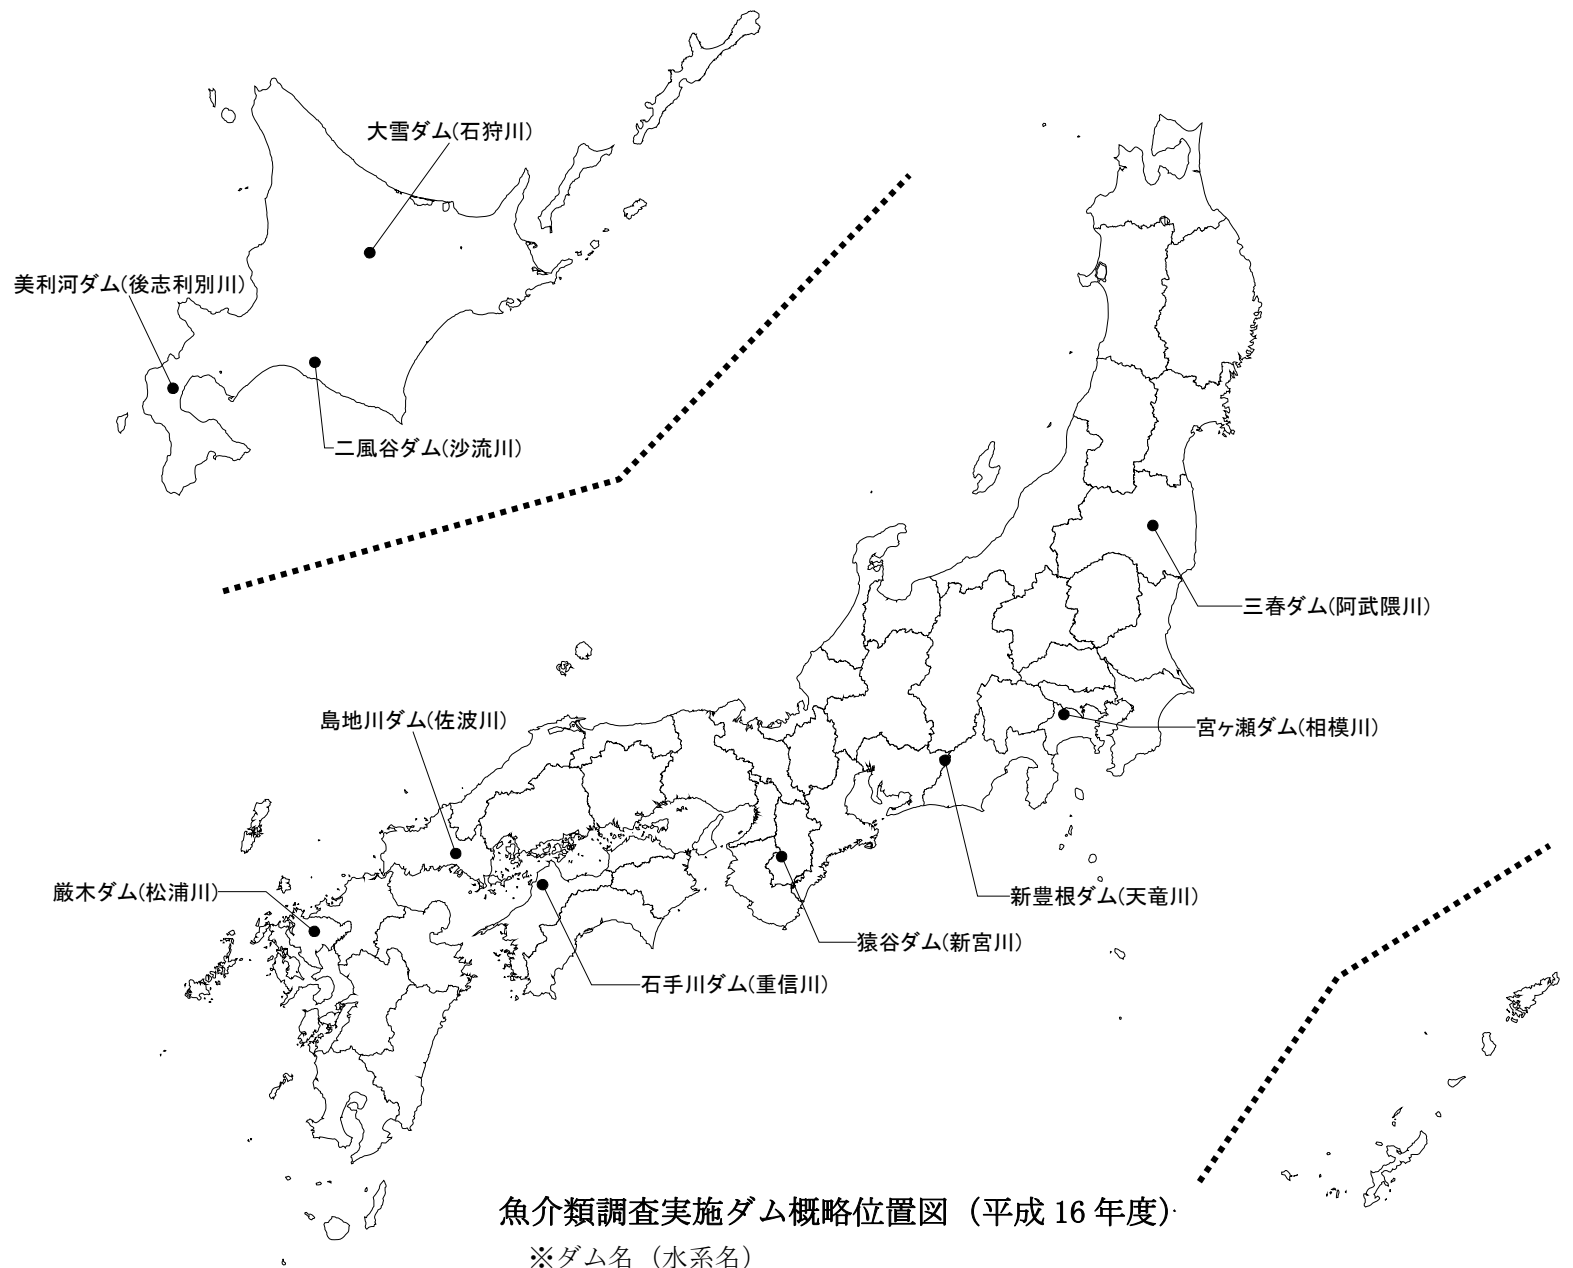 大雪ダム(石狩川)
美利河ダム(後志利別川)
二風谷ダム(沙流川)
三春ダム(阿武隈川)
島地川ダム(佐波川)
宮ヶ瀬ダム(相模川)
厳木ダム(松浦川)
新豊根ダム(天竜川)
猿谷ダム(新宮川)
石手川ダム(重信川)
魚介類調査実施ダム概略位置図（平成 16 年度）
※ダム名（水系名）